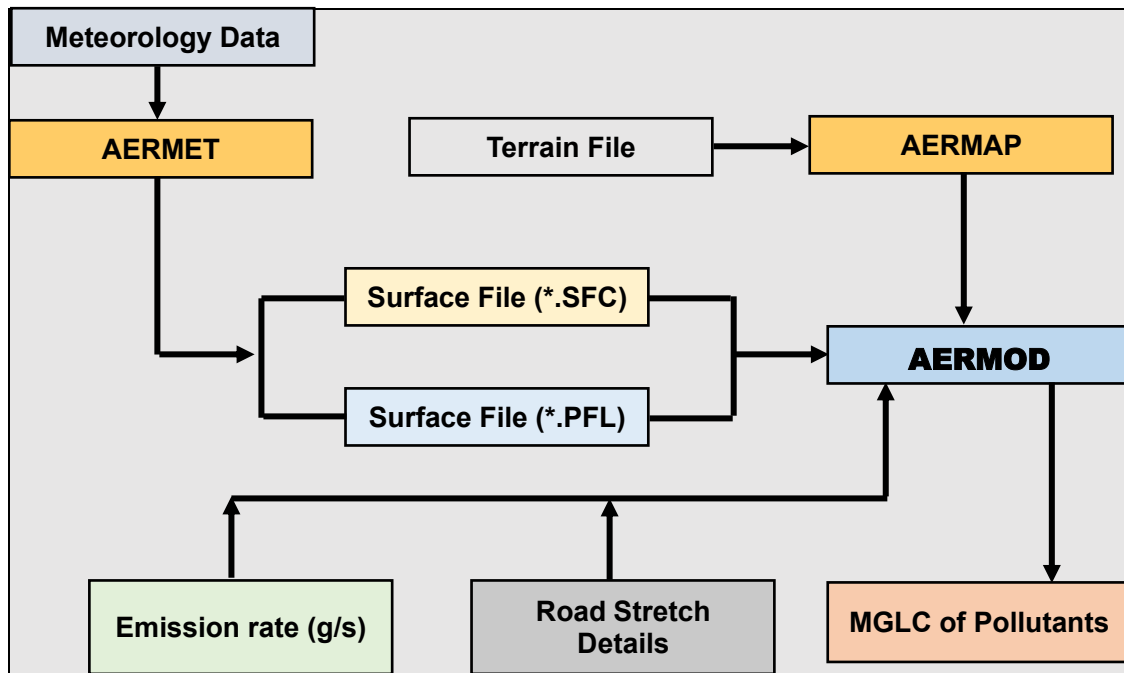 Meteorology Data
AERMET
Terrain File
AERMAP
Surface File (*.SFC)
AERMOD
Surface File (*.PFL)
Emission rate (g/s)
Road Stretch
Details
MGLC of Pollutants